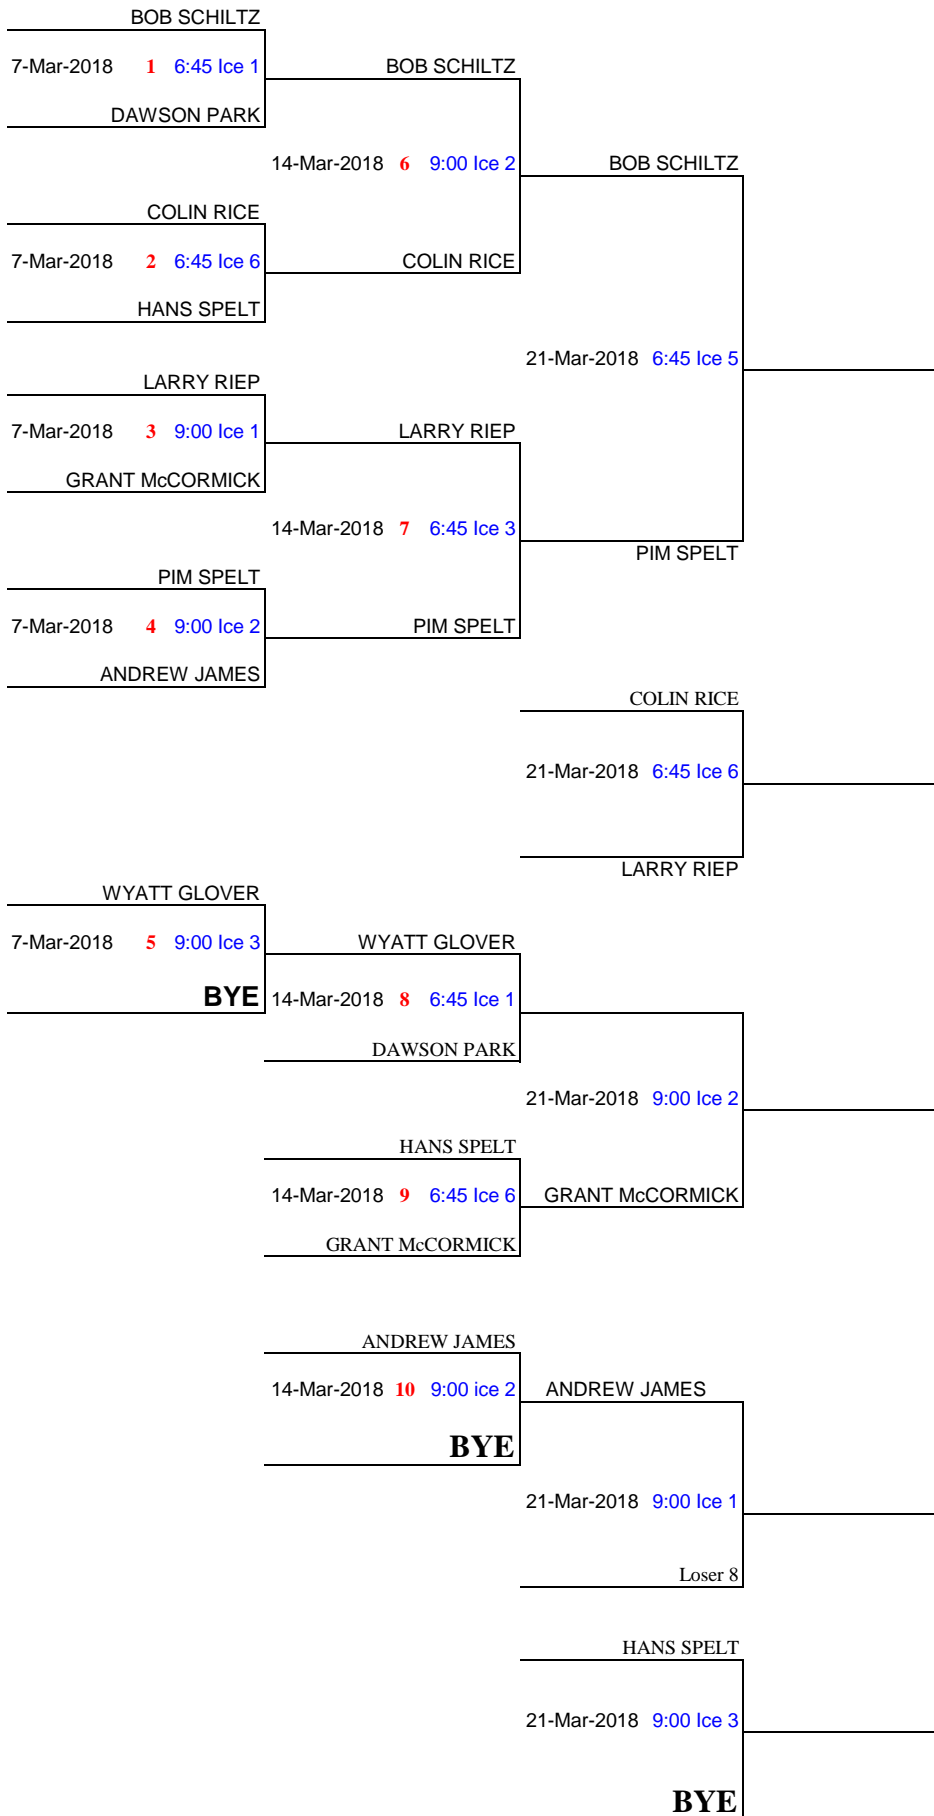 BOB SCHILTZ
7-Mar-2018 1 6:45 Ice 1 BOB SCHILTZ
DAWSON PARK
14-Mar-2018 6 9:00 Ice 2 BOB SCHILTZ
COLIN RICE
7-Mar-2018 2 6:45 Ice 6 COLIN RICE
HANS SPELT
21-Mar-2018 6:45 Ice 5
LARRY RIEP
7-Mar-2018 3 9:00 Ice 1 LARRY RIEP
GRANT McCORMICK
14-Mar-2018 7 6:45 Ice 3
PIM SPELT
PIM SPELT
7-Mar-2018 4 9:00 Ice 2 PIM SPELT
ANDREW JAMES
COLIN RICE
21-Mar-2018 6:45 Ice 6
LARRY RIEP
WYATT GLOVER
7-Mar-2018 5 9:00 Ice 3 WYATT GLOVER
BYE 14-Mar-2018 8 6:45 Ice 1
DAWSON PARK
21-Mar-2018 9:00 Ice 2
HANS SPELT
14-Mar-2018 9 6:45 Ice 6 GRANT McCORMICK
GRANT McCORMICK
ANDREW JAMES
14-Mar-2018 10 9:00 ice 2 ANDREW JAMES
BYE
21-Mar-2018 9:00 Ice 1
Loser 8
HANS SPELT
21-Mar-2018 9:00 Ice 3
BYE